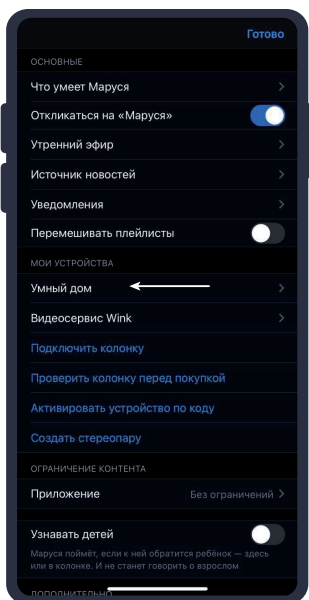 Готово
ОСНОВНЫЕ
Что умеет Маруся
Откликаться на «Маруся»
Утренний эфир
Источник новостей
Уведомления
Перемешивать плейлисты
МОИ УСТРОЙСТВА
Умный дом
Видеосервис Wink
Подключить колонку
Проверить колонку перед покупкой
Активировать устройство по коду
Создать стереопару
ОГРАНИЧЕНИЕ КОНТЕНТА
Приложение Без ограничений
Узнавать детей
Маруся поймёт, если к ней обратится ребёнок — здесь
или в колонке. И не станет говорить о взрослом
ДОПОЛНИТЕЛЬНО